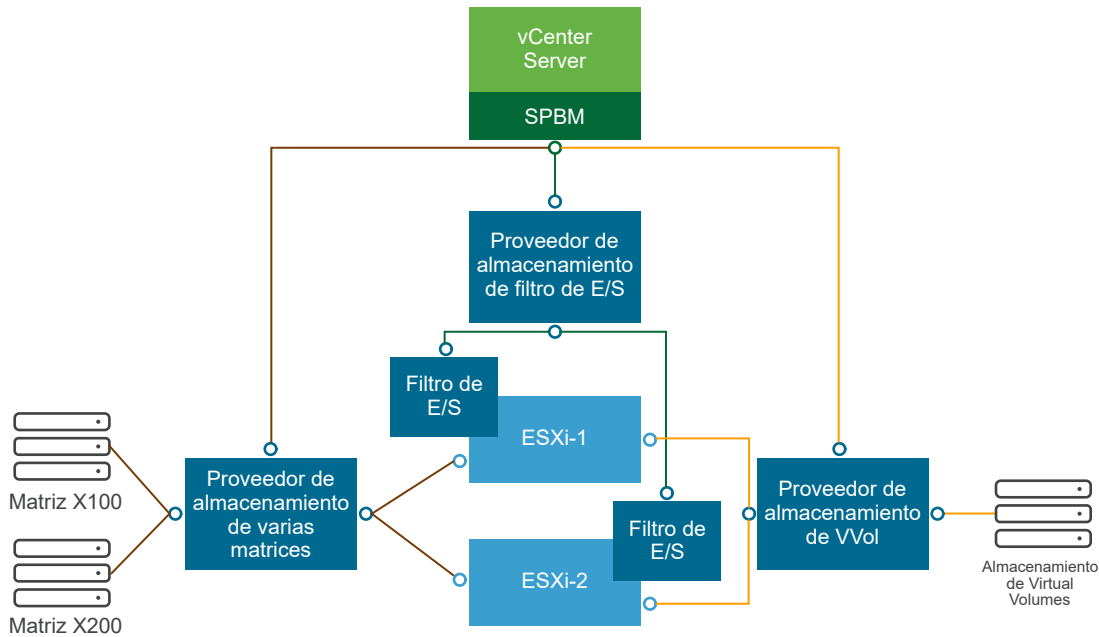 vCenter
Server
SPBM
Proveedor de
almacenamiento
de filtro de E/S
Filtro de
E/S
ESXi-1
Matriz X100
Proveedor de
almacenamiento
de varias
matrices
Proveedor de
almacenamiento
de VVol
Filtro de
E/S
ESXi-2
Almacenamiento
de Virtual
Volumes
Matriz X200